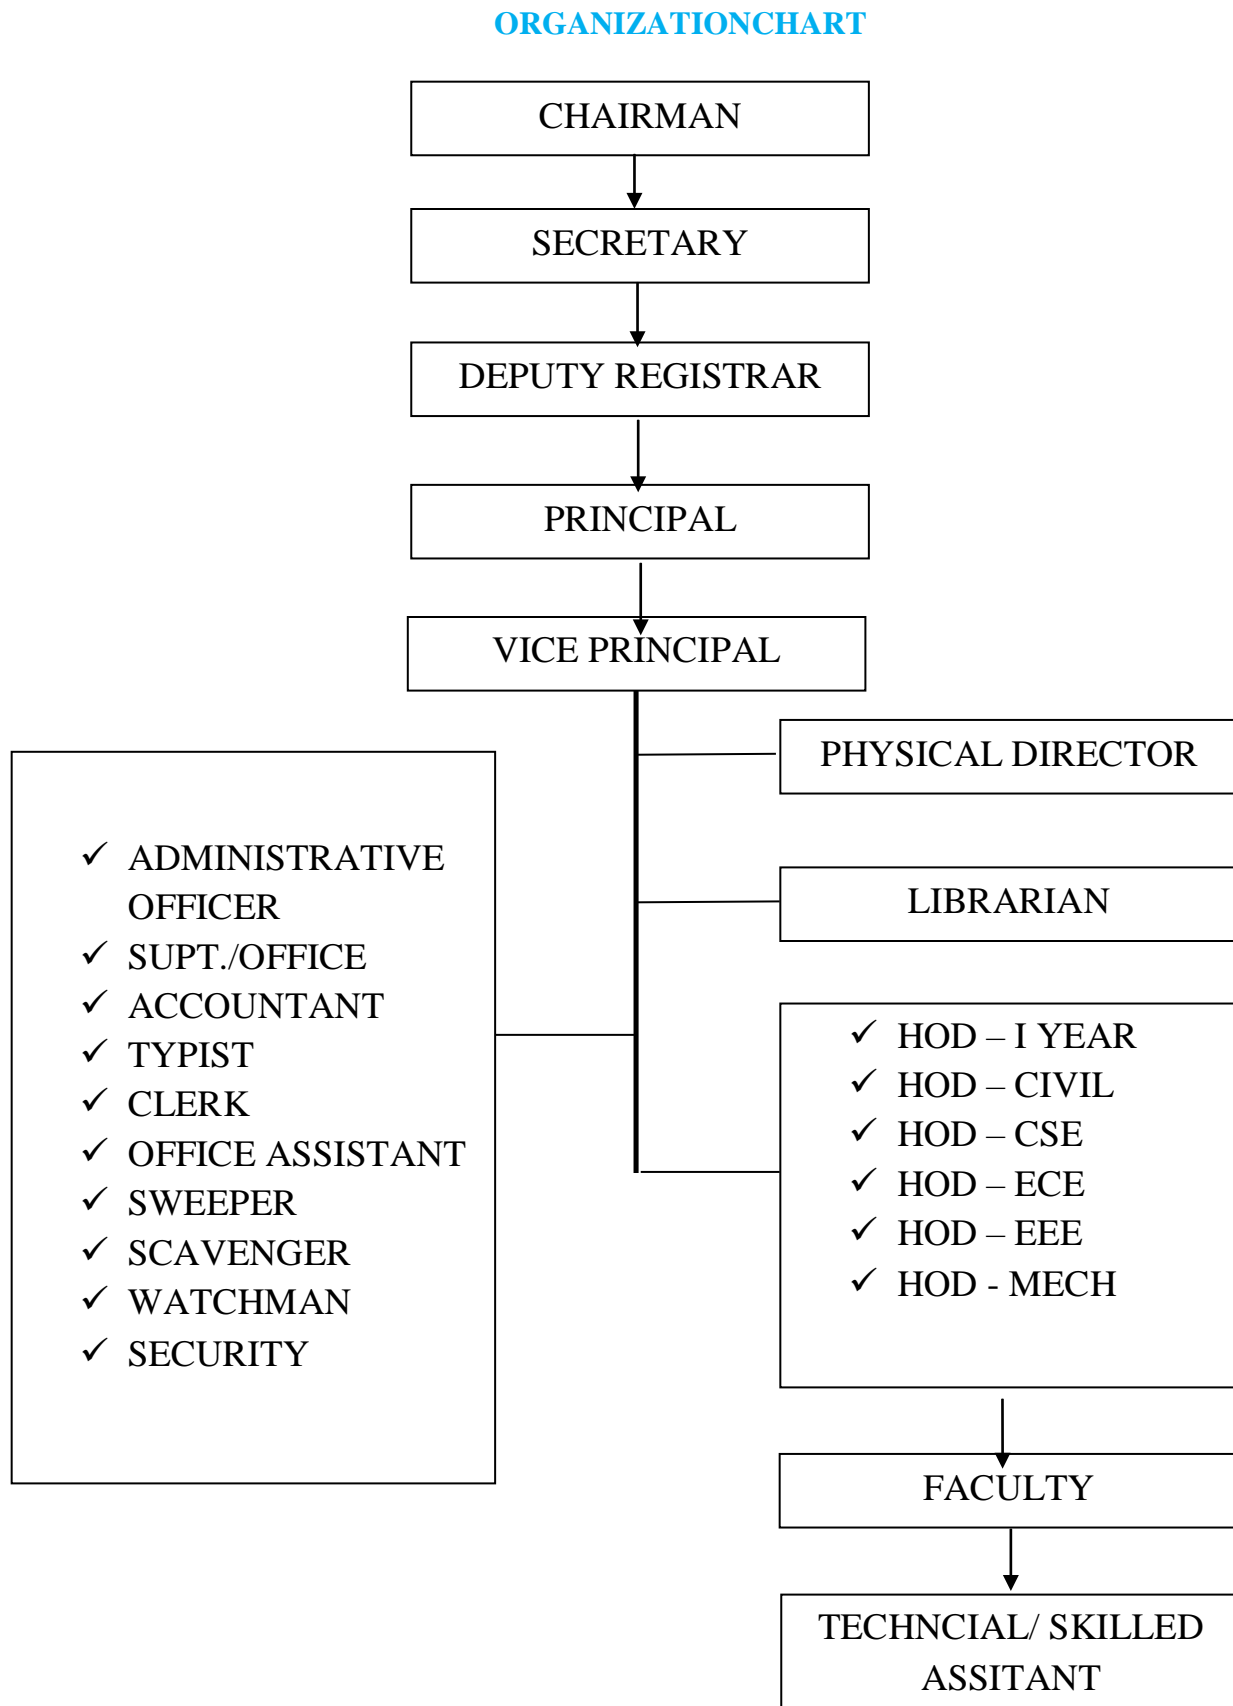 ORGANIZATIONCHART
CHAIRMAN
SECRETARY
DEPUTY REGISTRAR
PRINCIPAL
VICE PRINCIPAL
PHYSICAL DIRECTOR
LIBRARIAN
✓ ADMINISTRATIVE
OFFICER
✓ SUPT./OFFICE
✓ ACCOUNTANT
✓ TYPIST
✓ CLERK
✓ OFFICE ASSISTANT
✓ SWEEPER
✓ SCAVENGER
✓ WATCHMAN
✓ SECURITY
✓ HOD – I YEAR
✓ HOD – CIVIL
✓ HOD – CSE
✓ HOD – ECE
✓ HOD – EEE
✓ HOD - MECH
FACULTY
TECHNCIAL/ SKILLED
ASSITANT